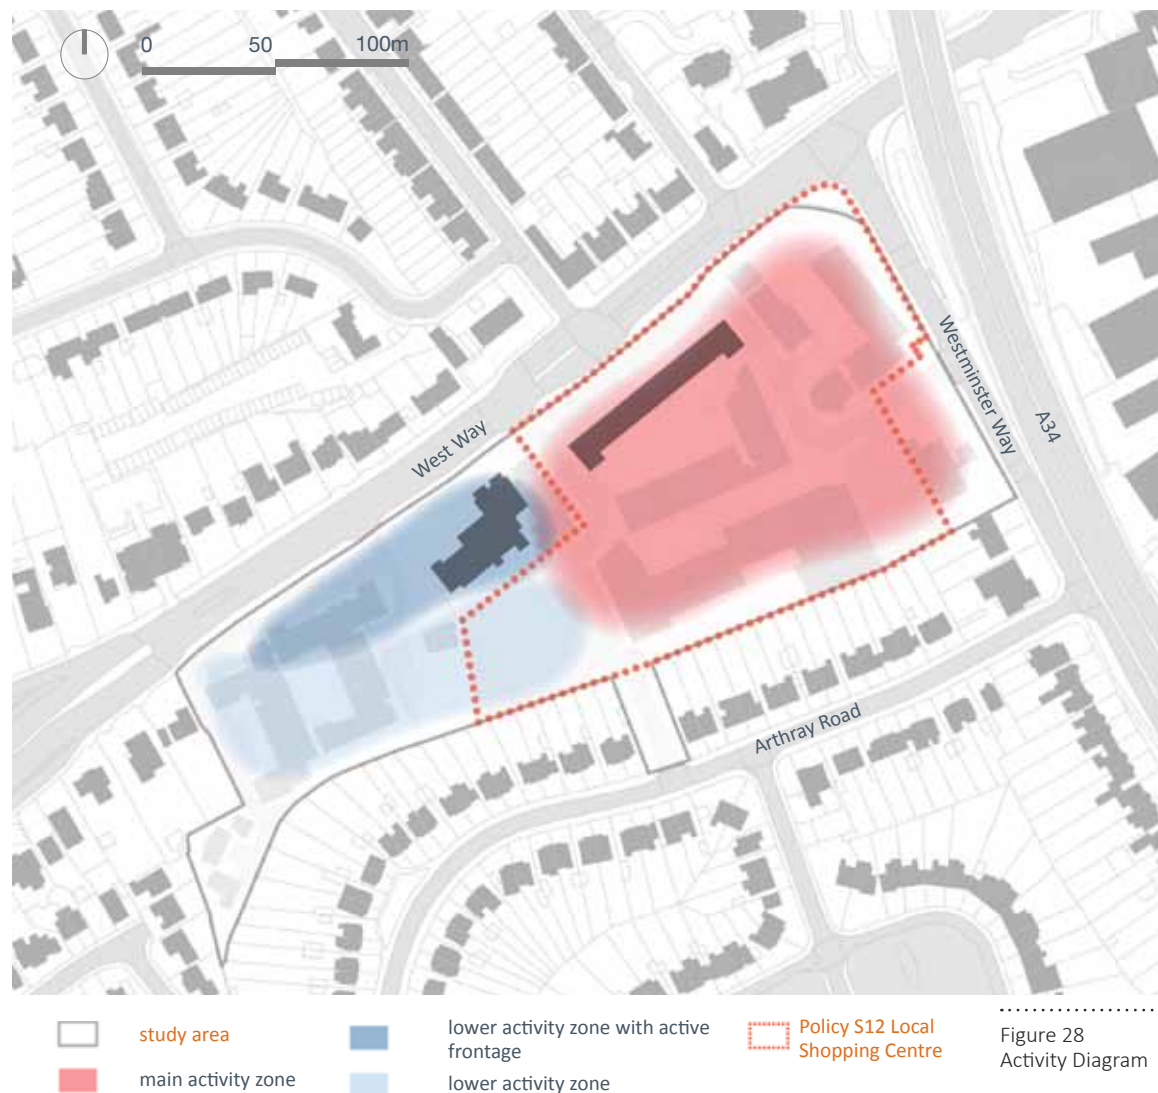 0 50 100m
West Way
Westminster Way
A34
Arthray Road
study area
main activity zone
lower activity zone with active
frontage
lower activity zone
Policy S12 Local
Shopping Centre
Figure 28
Activity Diagram